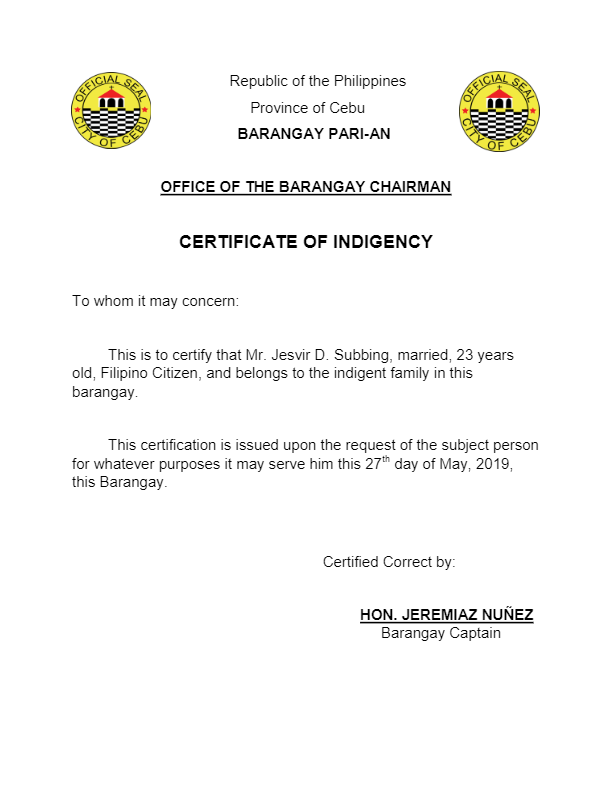 OFFICIAL SEAL
CITY OF CEBU
Republic of the Philippines
Province of Cebu
BARANGAY PARI-AN
OFFICIAL SEAL
CITY OF CEBU
OFFICE OF THE BARANGAY CHAIRMAN
CERTIFICATE OF INDIGENCY
To whom it may concern:
This is to certify that Mr. Jesvir D. Subbing, married, 23 years
old, Filipino Citizen, and belongs to the indigent family in this
barangay.
This certification is issued upon the request of the subject person
for whatever purposes it may serve him this 27th day of May, 2019,
this Barangay.
Certified Correct by:
HON. JEREMIAZ NUÑEZ
Barangay Captain